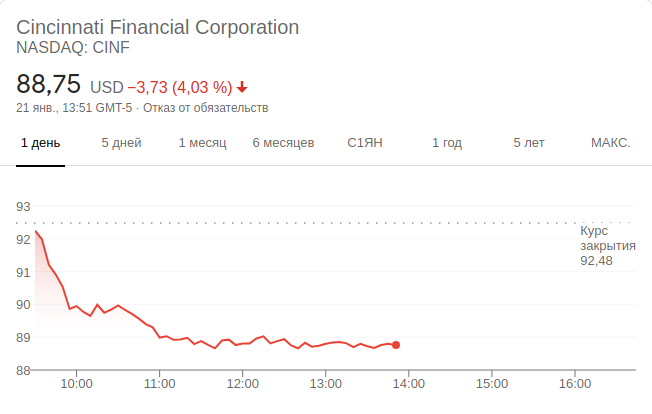 Cincinnati Financial Corporation
NASDAQ: CINF
88,75 USD −3,73 (4,03 %)
21 янв., 13:51 GMT-5 · Отказ от обязательств
1 день 5 дней 1 месяц 6 месяцев С1ЯН 1 год 5 лет МАКС.
93
92
91
90
89
88
Курс
закрытия
92,48
10:00 11:00 12:00 13:00 14:00 15:00 16:00